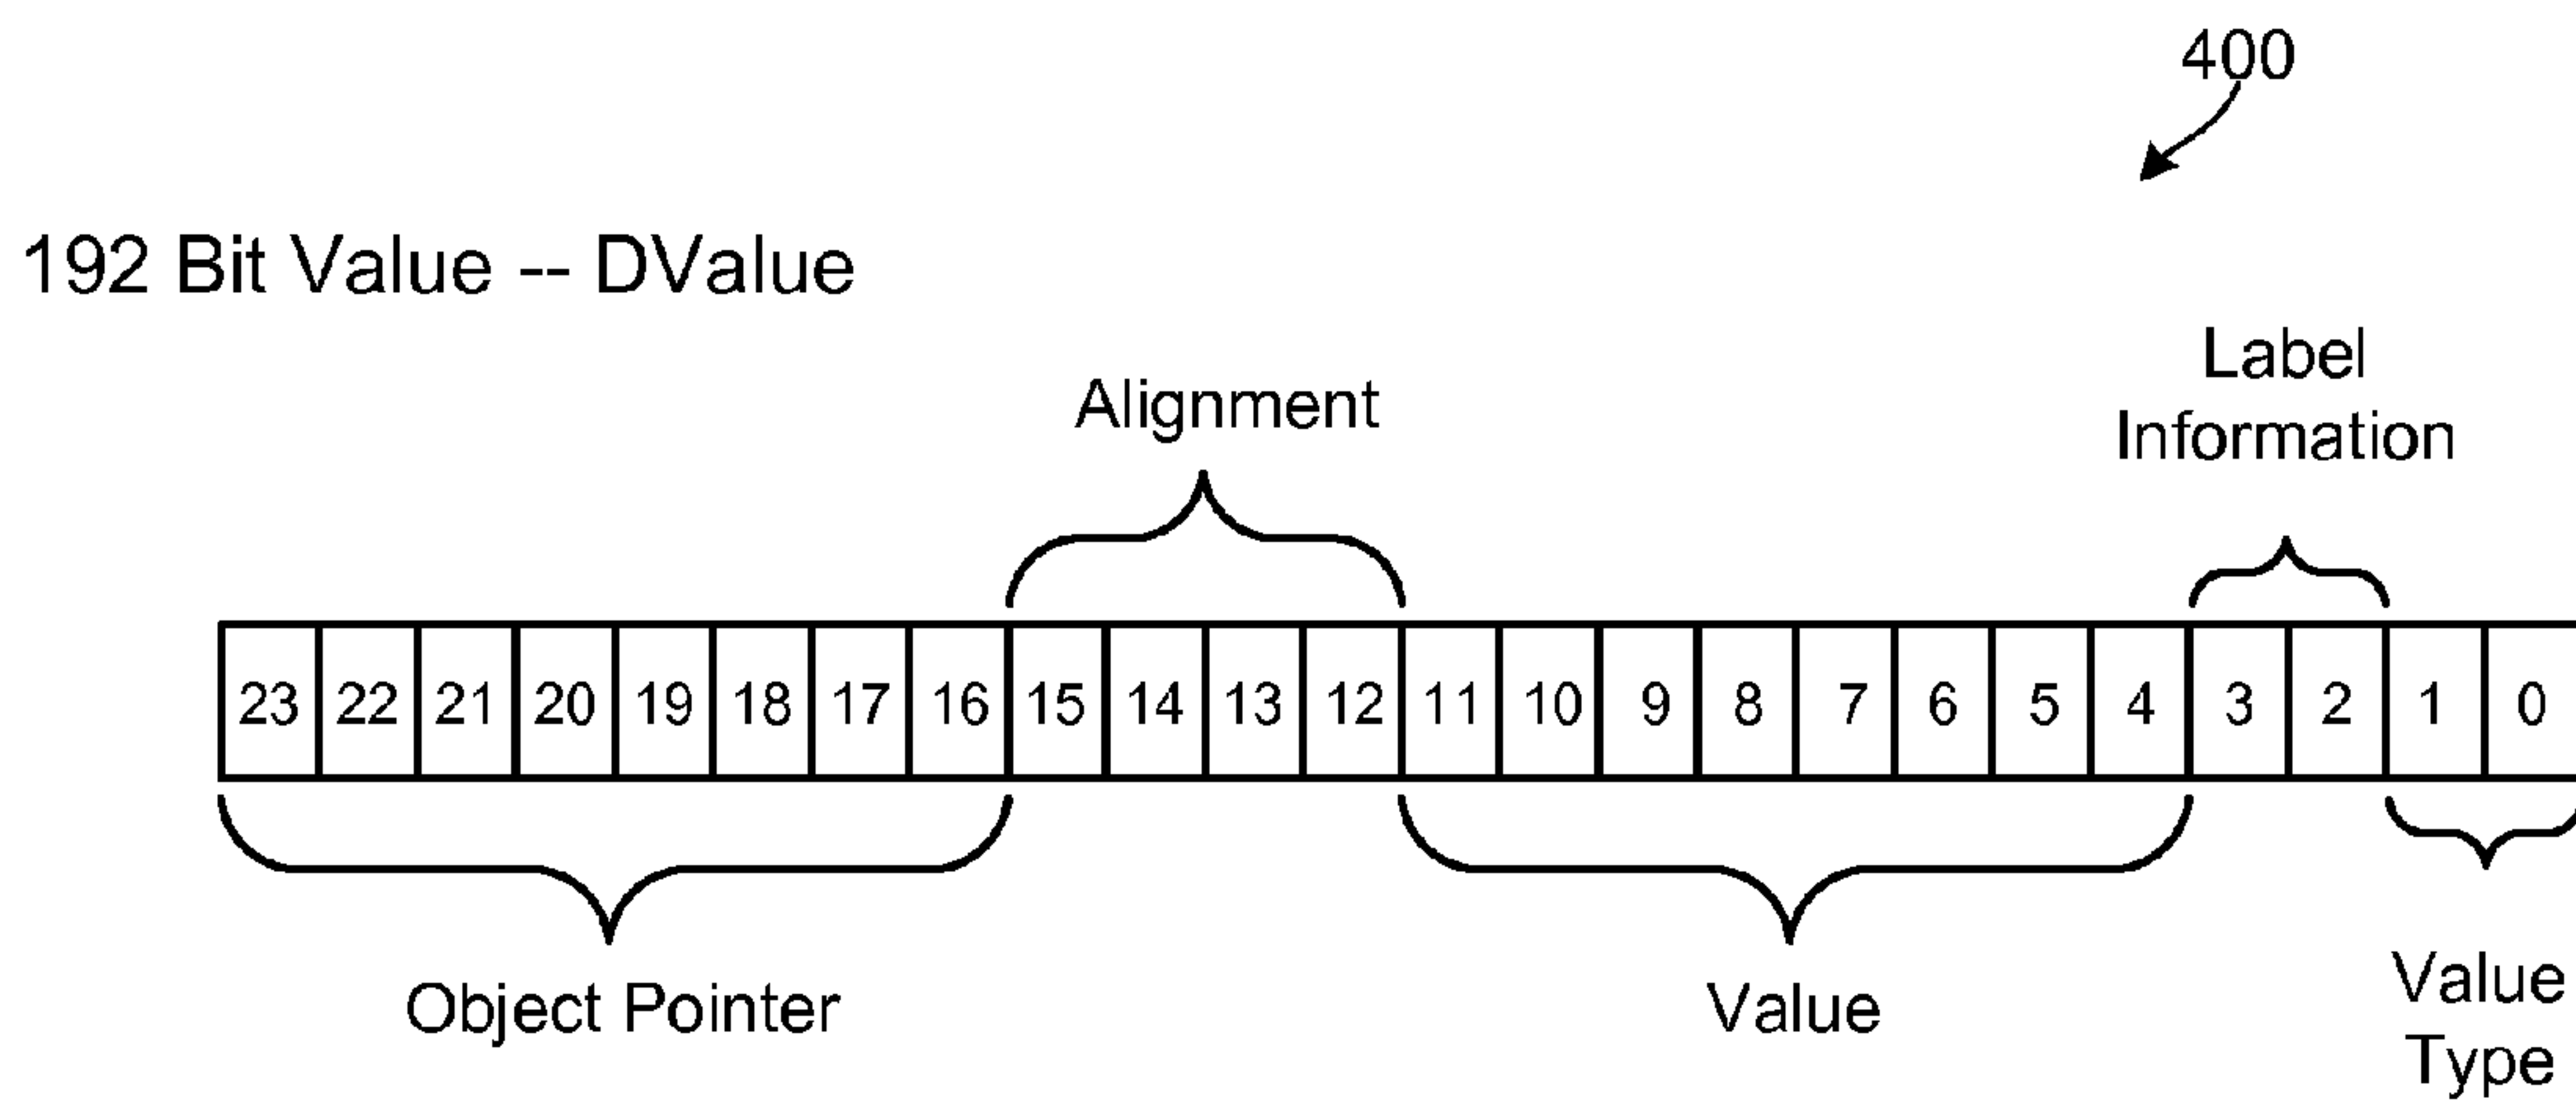 400
192 Bit Value -- DValue
Label
Information
Alignment
23 22 21 20 19 18 17 16 15 14 13 12 11 10 9 8 7 6 5 4 3 2 1 0
Object Pointer
Value
Value
Type